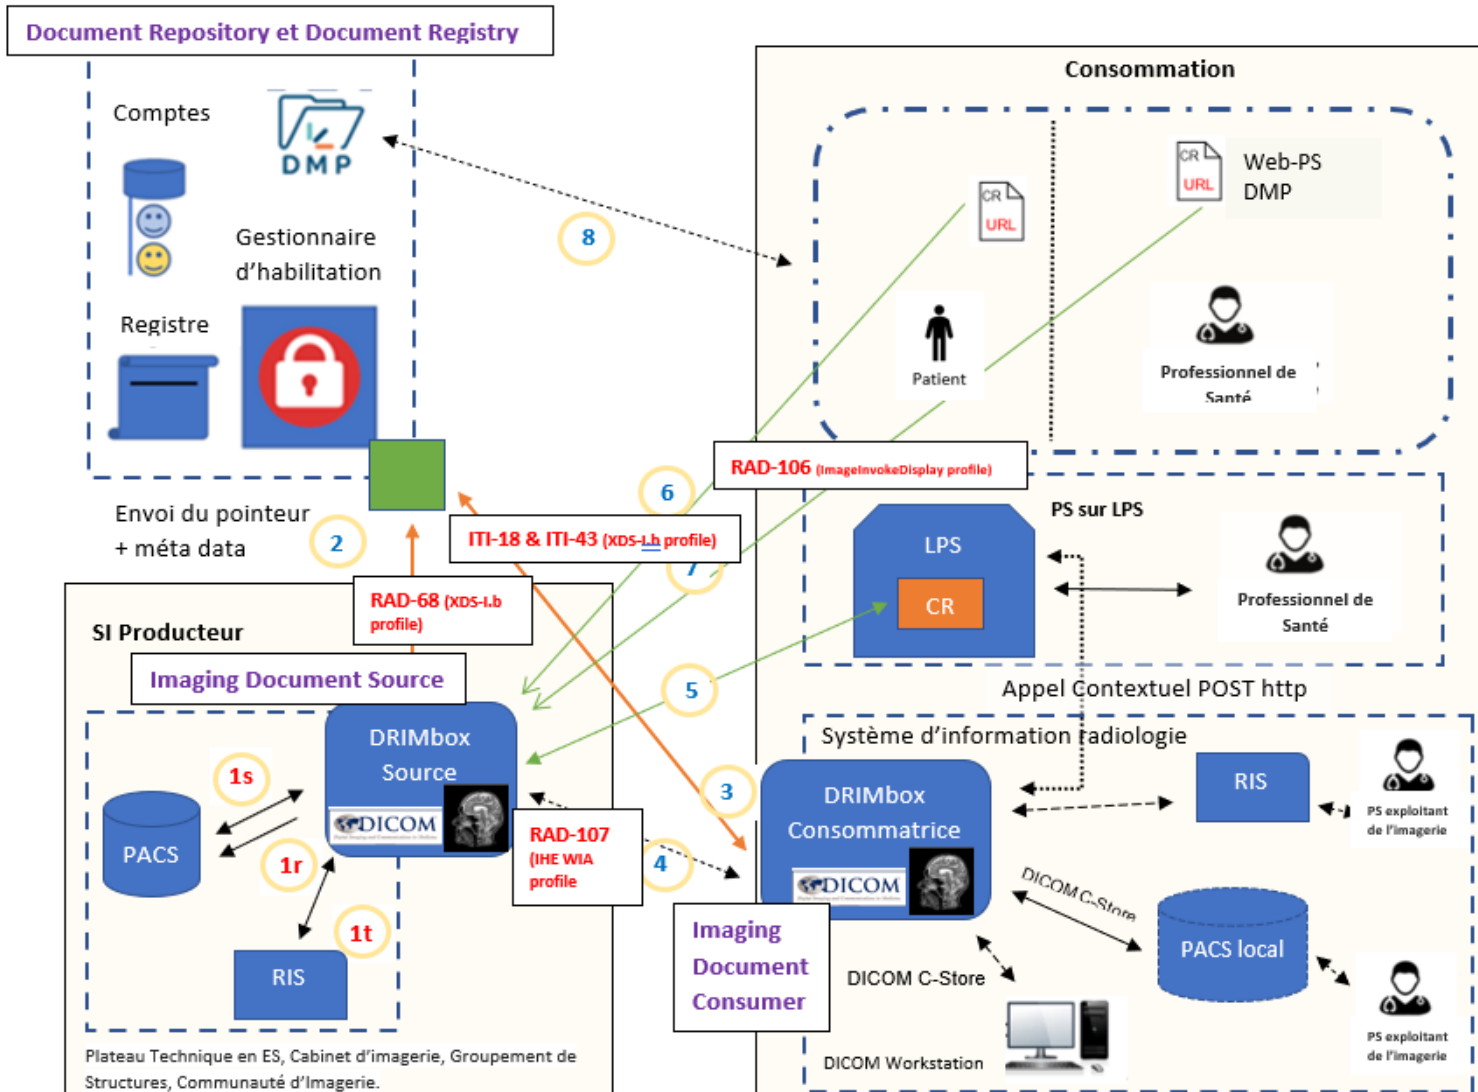 Document Repository et Document Registry
Comptes
DMP
Gestionnaire
d'habilitation
Registre
Envoi du pointeur
+ méta data
2
8
Consommation
CR
URL
CR
URL
Web-PS
DMP
Patient
Professionnel de
Santé
RAD-106 (ImageInvokeDisplay profile)
6
ITI-18 & ITI-43 (XDS-I.b profile)
7
RAD-68 (XDS-I.b
profile)
PS sur LPS
LPS
CR
Professionnel de
Santé
Appel Contextuel POST http
SI Producteur
Imaging Document Source
DRIMbox
Source
DICOM
1s
PACS
1r
1t
RIS
5
3
RAD-107
(IHE WIA
profile
4
Plateau Technique en ES, Cabinet d'imagerie, Groupement de
Structures, Communauté d'Imagerie.
Système d'information radiologie
DRIMbox
Consommatrice
DICOM
RIS
PS exploitant
de l'imagerie
DICOM C-Store
PACS local
Imaging
Document
Consumer
DICOM C-Store
DICOM Workstation
PS exploitant
de l'imagerie